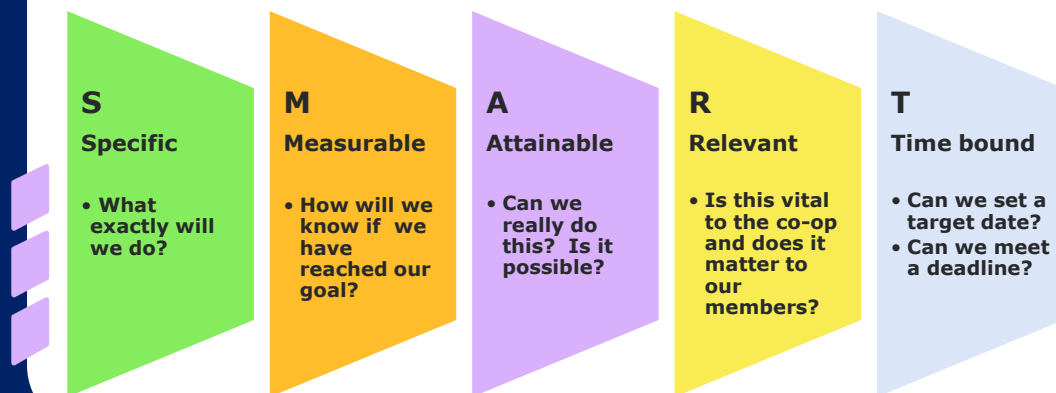 S
Specific
• What
exactly will
we do?
M
Measurable
• How will we
know if  we
have
reached our
goal?
A
Attainable
• Can we
really do
this?  Is it
possible?
R
Relevant
• Is this vital
to the co-op
and does it
matter to
our
members?
T
Time bound
• Can we set a
target date?
• Can we meet
a deadline?